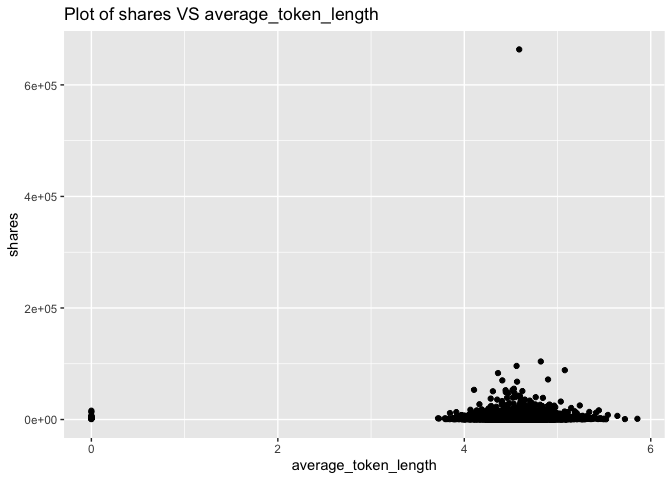 Plot of shares VS average_token_length
6e+05
4e+05
shares
2e+05
0e+00
0 2 4 6
average_token_length